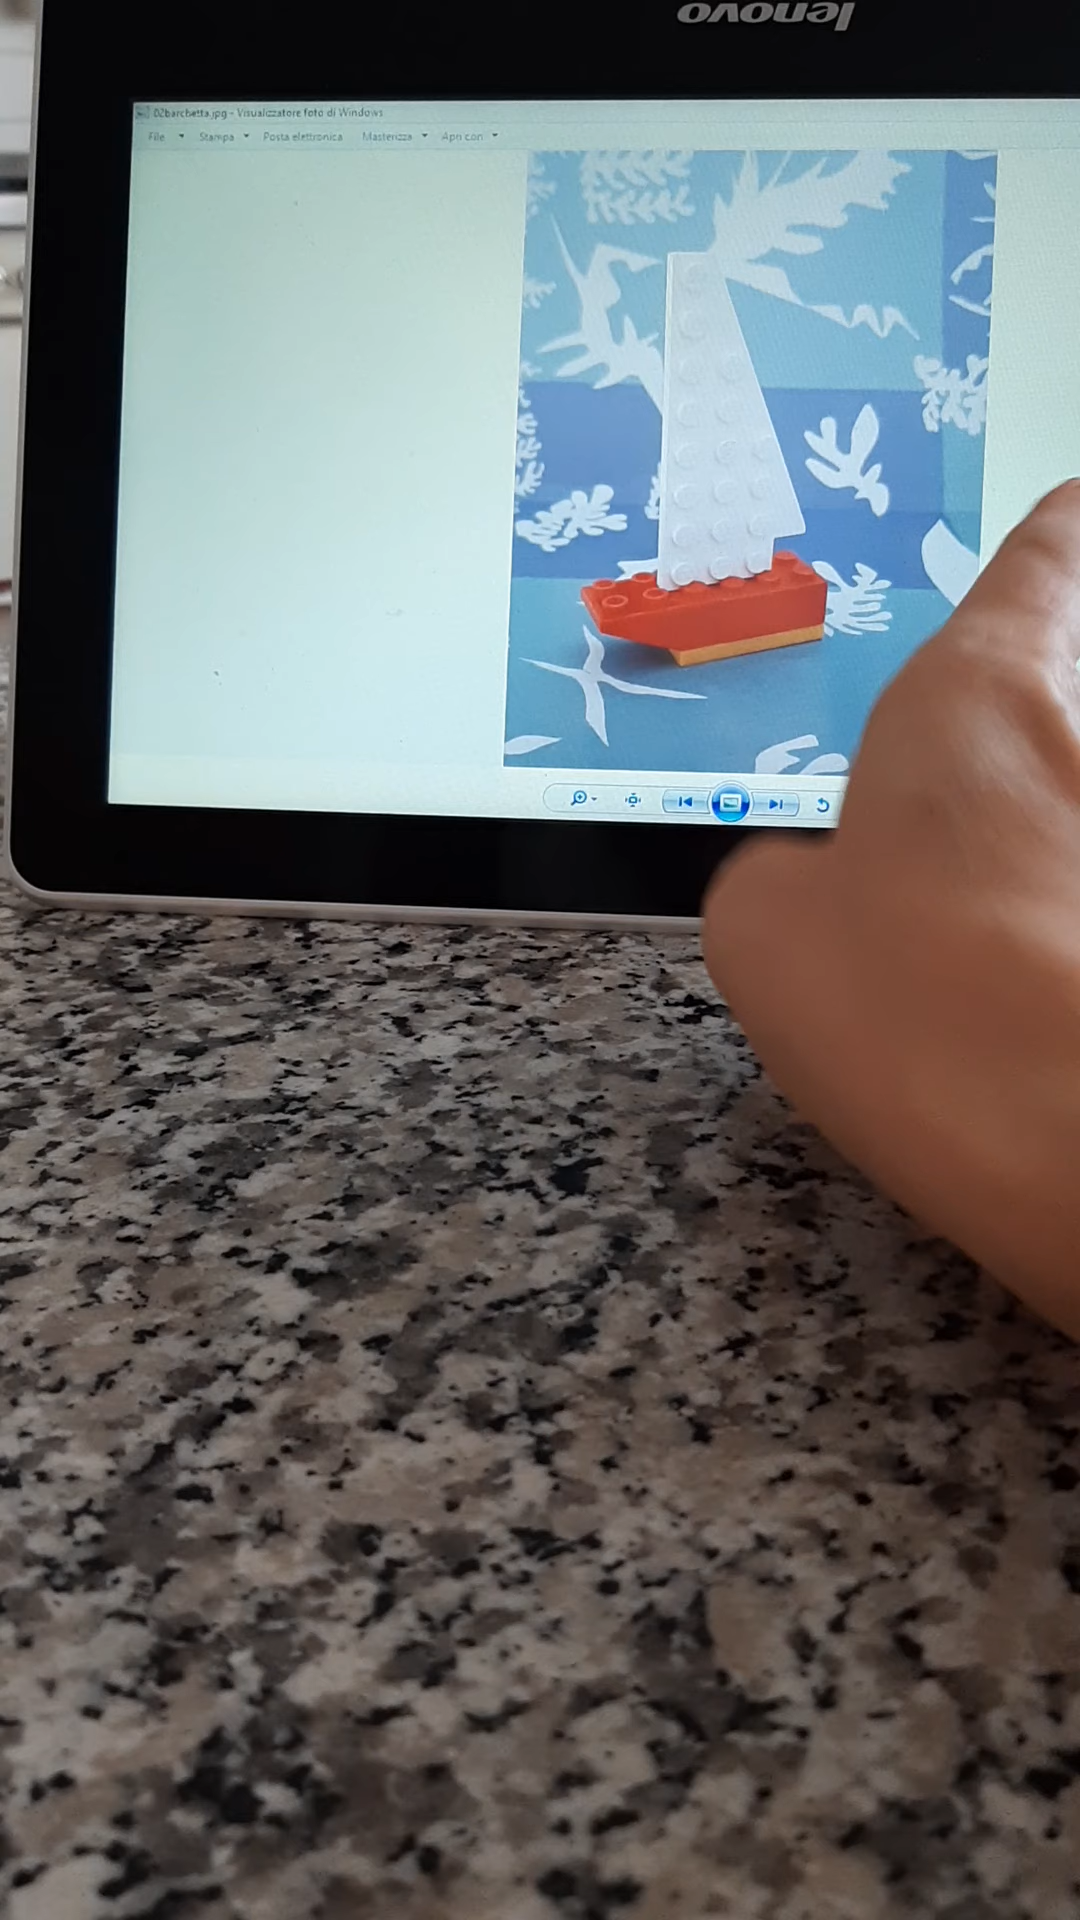 lenovo
02barchetta.jpg - Visualizzatore foto di Windows
File Stampa Posta elettronica Masterizza Apri con